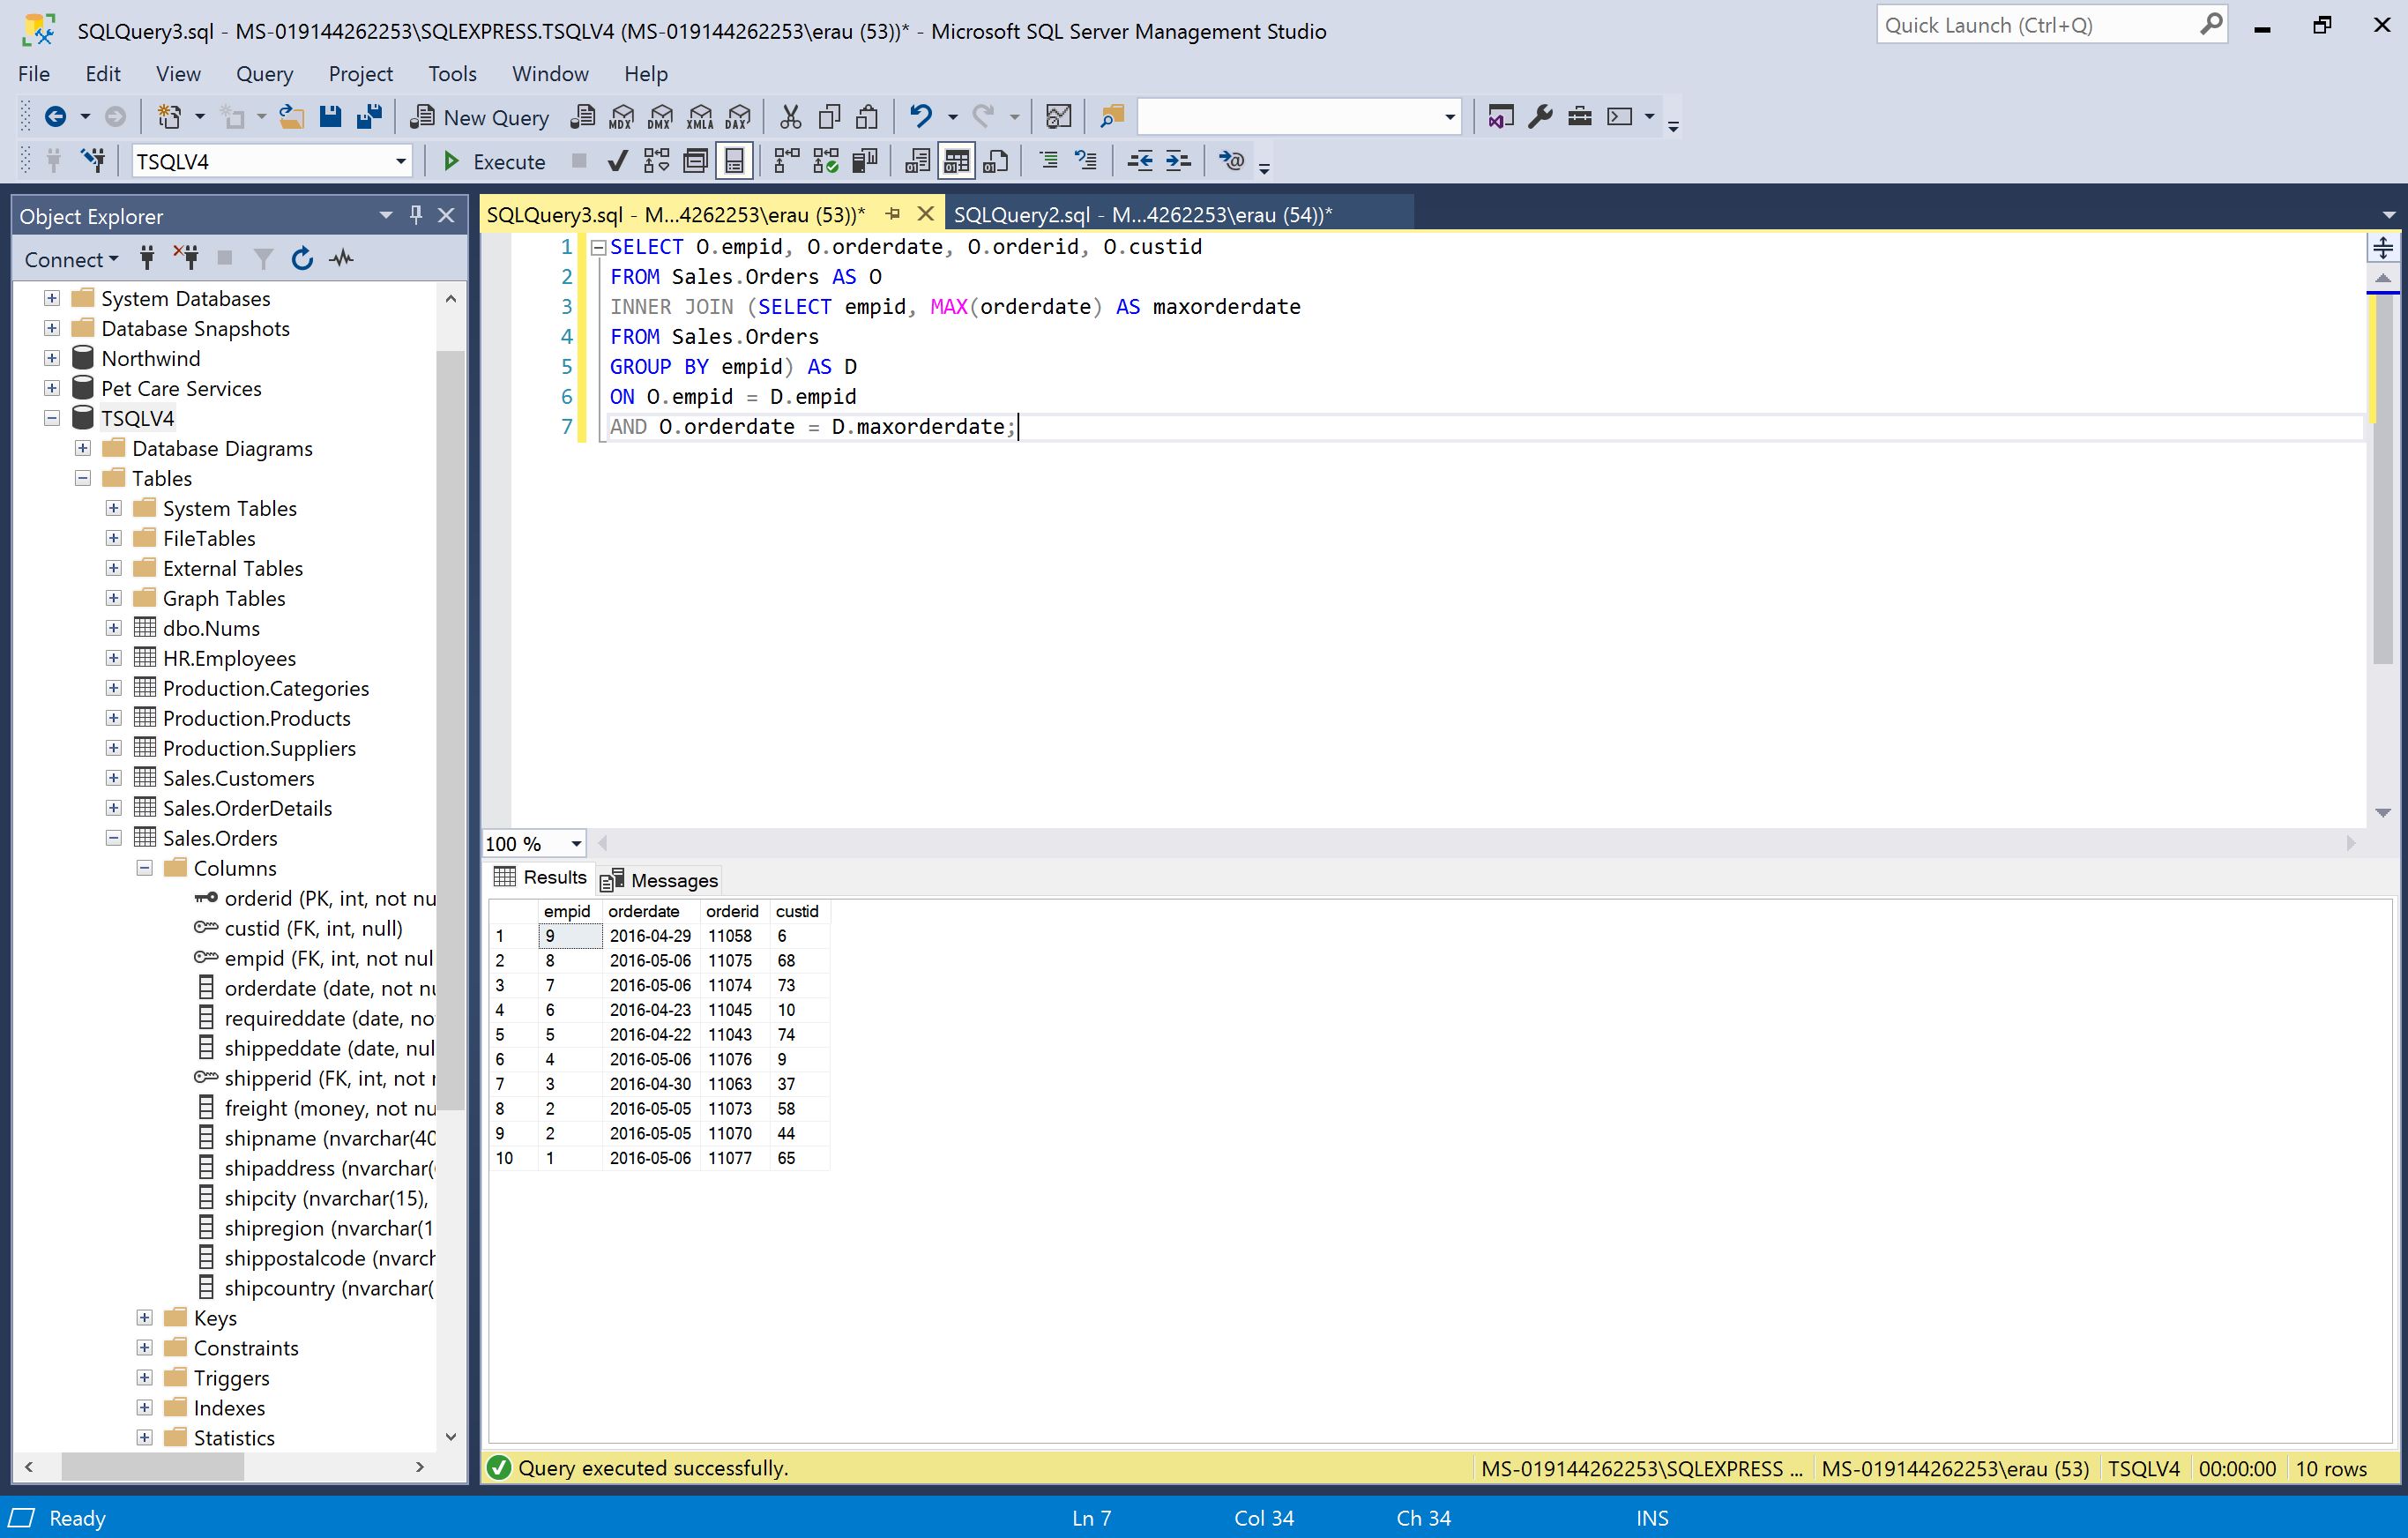 SQLQuery3.sql - MS-019144262253\SQLEXPRESS.TSQLV4 (MS-019144262253\erau (53))* - Microsoft SQL Server Management Studio
Quick Launch (Ctrl+Q)
File Edit View Query Project Tools Window Help
New Query MDX DMX XMLA DAX
TSQLV4 Execute
Object Explorer
Connect
System Databases
Database Snapshots
Northwind
Pet Care Services
TSQLV4
Database Diagrams
Tables
System Tables
FileTables
External Tables
Graph Tables
dbo.Nums
HR.Employees
Production.Categories
Production.Products
Production.Suppliers
Sales.Customers
Sales.OrderDetails
Sales.Orders
Columns
orderid (PK, int, not nu
custid (FK, int, null)
empid (FK, int, not nul
orderdate (date, not nu
requireddate (date, no
shippeddate (date, nul
shipperid (FK, int, not r
freight (money, not nu
shipname (nvarchar(40
shipaddress (nvarchar(
shipcity (nvarchar(15),
shipregion (nvarchar(1
shippostalcode (nvarch
shipcountry (nvarchar(
Keys
Constraints
Triggers
Indexes
Statistics
SQLQuery3.sql - M...4262253\erau (53))* SQLQuery2.sql - M...4262253\erau (54))*
1 SELECT O.empid, O.orderdate, O.orderid, O.custid
2 FROM Sales.Orders AS O
3 INNER JOIN (SELECT empid, MAX(orderdate) AS maxorderdate
4 FROM Sales.Orders
5 GROUP BY empid) AS D
6 ON O.empid = D.empid
7 AND O.orderdate = D.maxorderdate;
100 %
Results Messages
empid orderdate orderid custid
1 9 2016-04-29 11058 6
2 8 2016-05-06 11075 68
3 7 2016-05-06 11074 73
4 6 2016-04-23 11045 10
5 5 2016-04-22 11043 74
6 4 2016-05-06 11076 9
7 3 2016-04-30 11063 37
8 2 2016-05-05 11073 58
9 2 2016-05-05 11070 44
10 1 2016-05-06 11077 65
Query executed successfully. MS-019144262253\SQLEXPRESS ... MS-019144262253\erau (53) TSQLV4 00:00:00 10 rows
Ready Ln 7 Col 34 Ch 34 INS